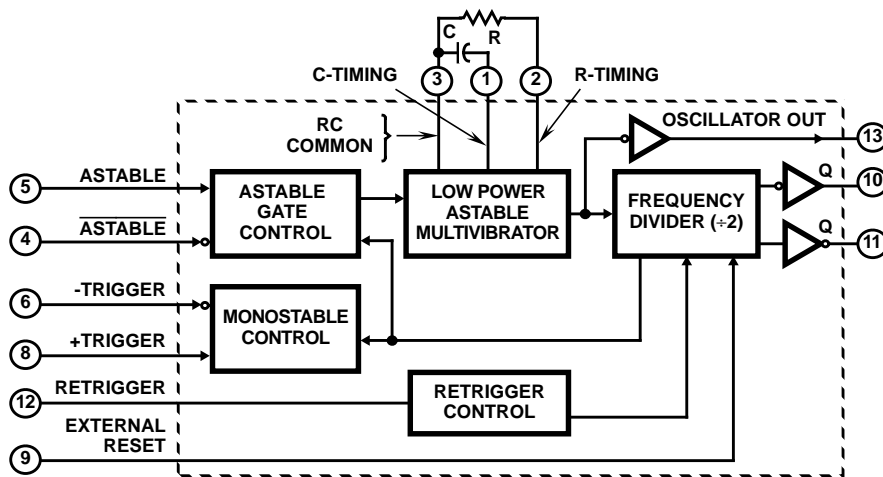 C
R
3
1
2
C-TIMING
R-TIMING
RC
COMMON
OSCILLATOR OUT
13
5
ASTABLE
ASTABLE
GATE
CONTROL
LOW POWER
ASTABLE
MULTIVIBRATOR
FREQUENCY
DIVIDER (÷2)
Q
10
4
A̅S̅T̅A̅B̅L̅E̅
Q
11
6
-TRIGGER
MONOSTABLE
CONTROL
8
+TRIGGER
12
RETRIGGER
RETRIGGER
CONTROL
EXTERNAL
RESET
9